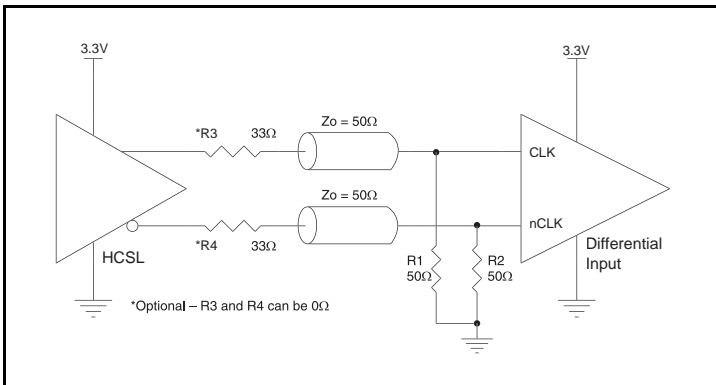 3.3V
3.3V
*R3 33Ω
Zo = 50Ω
CLK
Zo = 50Ω
nCLK
*R4 33Ω
HCSL
R1
50Ω
R2
50Ω
Differential
Input
*Optional – R3 and R4 can be 0Ω